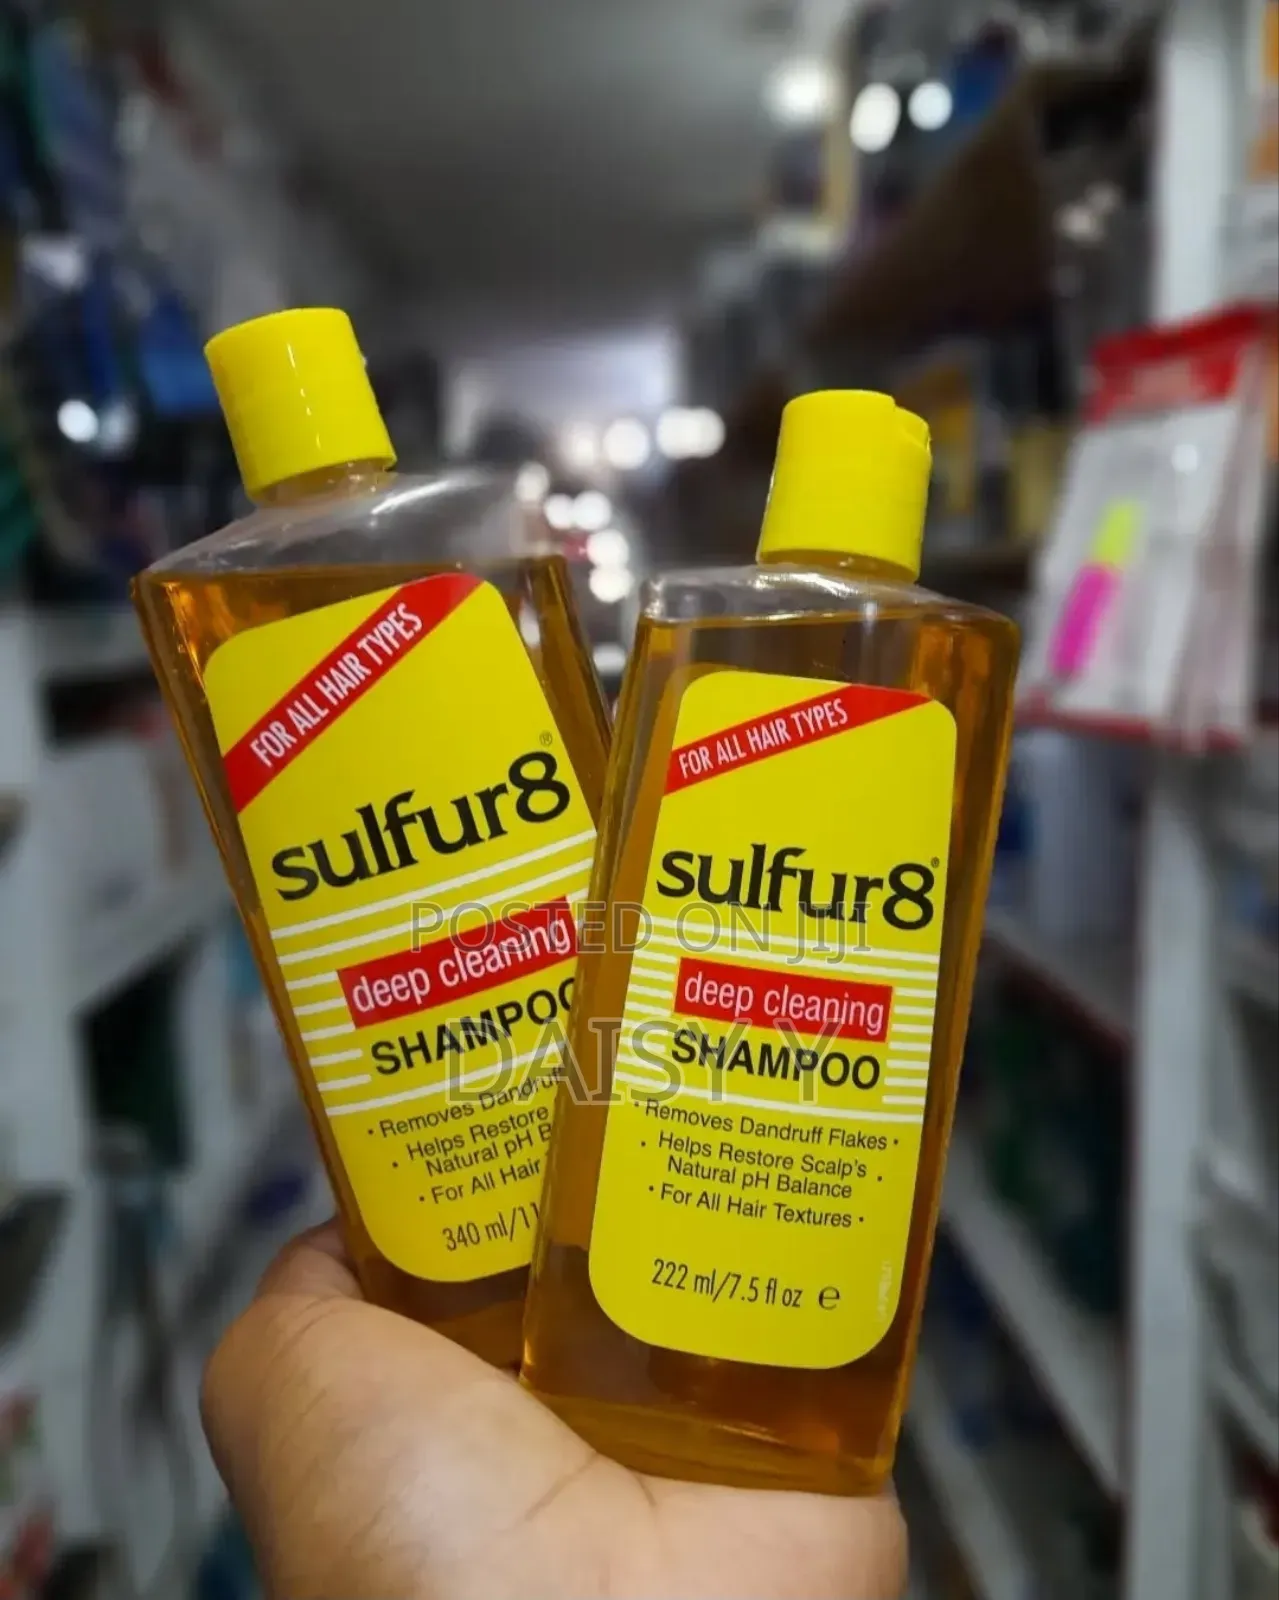 FOR ALL HAIR TYPES
sulfur8®
deep cleaning
SHAMPOO
• Removes Dandruff
• Helps Restore
Natural pH B
• For All Hair
340 ml/11
FOR ALL HAIR TYPES
sulfur8®
deep cleaning
SHAMPOO
• Removes Dandruff Flakes •
• Helps Restore Scalp's •
Natural pH Balance
• For All Hair Textures •
222 ml/7.5 fl oz ℮
POSTED ON JIJI
DAISY Y